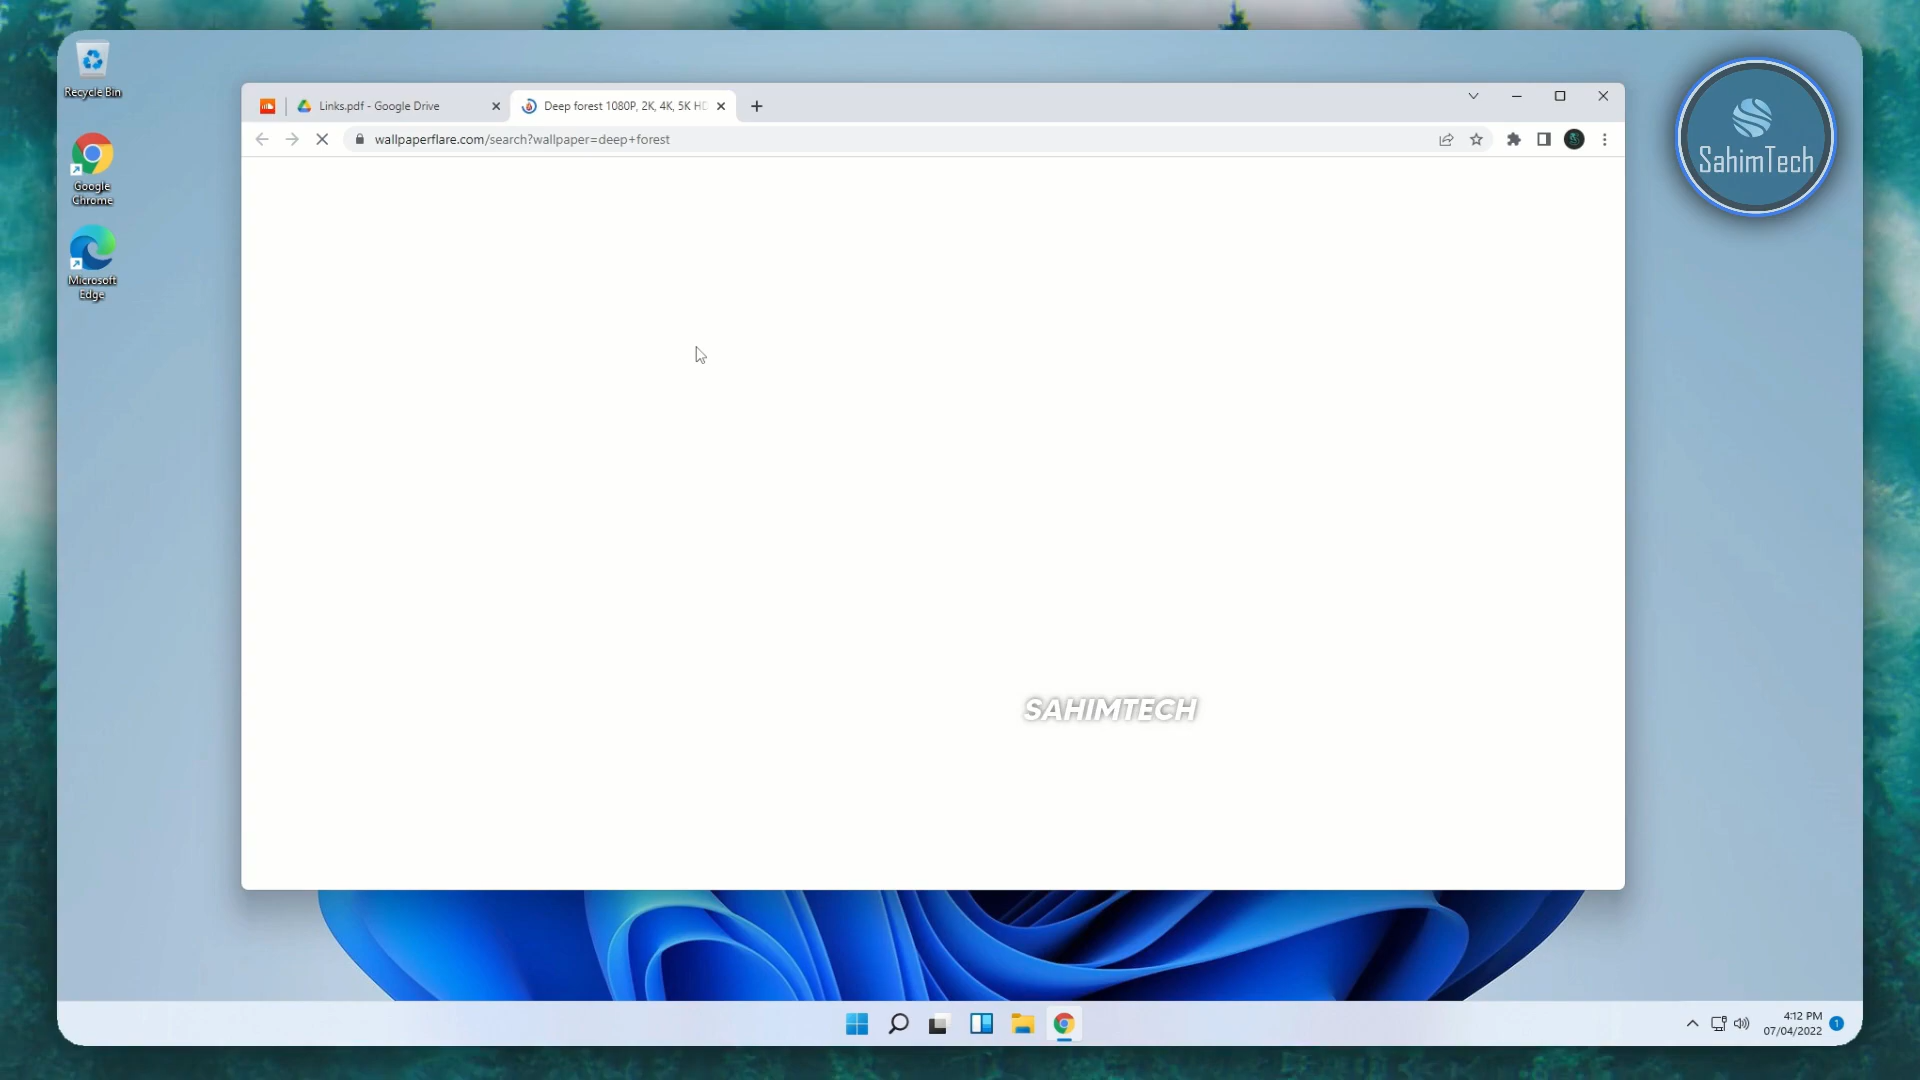 Recycle Bin
Google
Chrome
Microsoft
Edge
Links.pdf - Google Drive
Deep forest 1080P, 2K, 4K, 5K HD
wallpaperflare.com/search?wallpaper=deep+forest
SahimTech
SAHIMTECH
4:12 PM
07/04/2022
1